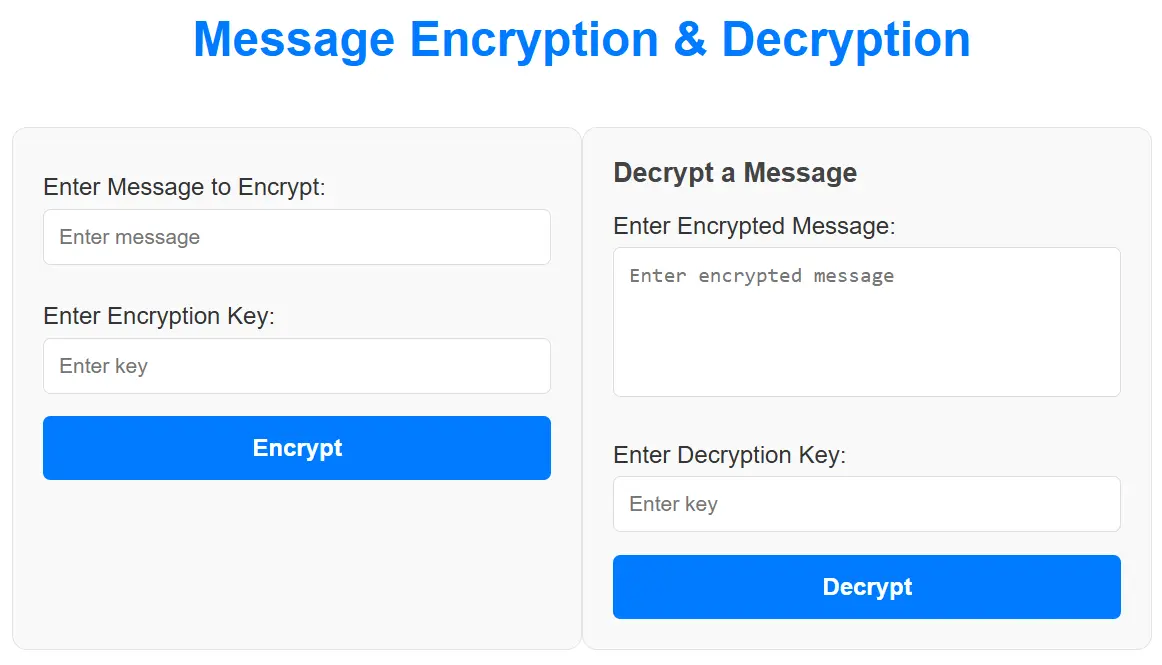 Message Encryption & Decryption
Enter Message to Encrypt:
Enter message
Enter Encryption Key:
Enter key
Encrypt
Decrypt a Message
Enter Encrypted Message:
Enter encrypted message
Enter Decryption Key:
Enter key
Decrypt